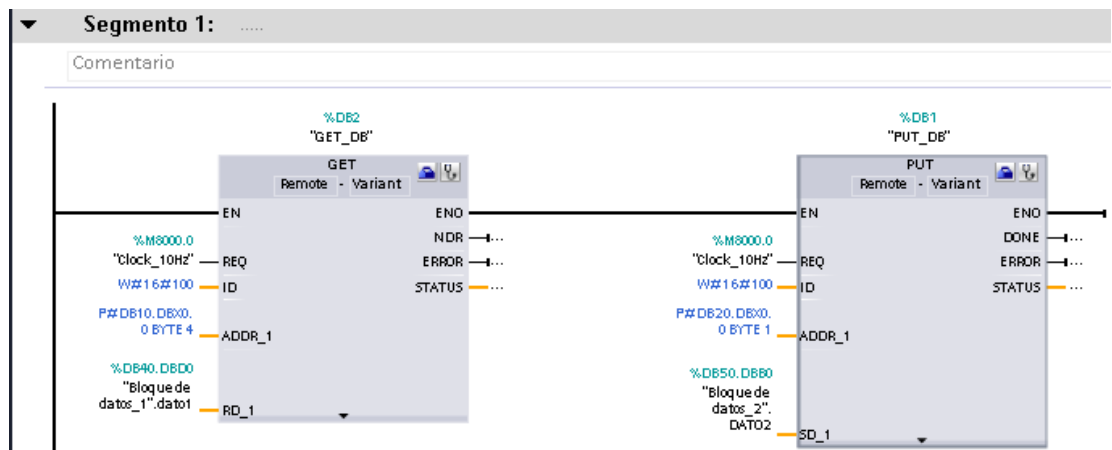 Segmento 1: .....
Comentario
%DB2
"GET_DB"
GET
Remote - Variant
EN
ENO
%M8000.0
"Clock_10Hz"
REQ
NDR
...
ERROR
...
W#16#100
ID
STATUS
...
P#DB10.DBX0.
0 BYTE 4
ADDR_1
%DB40.DBD0
"Bloque de
datos_1".dato1
RD_1
%DB1
"PUT_DB"
PUT
Remote - Variant
EN
ENO
%M8000.0
"Clock_10Hz"
REQ
DONE
...
ERROR
...
W#16#100
ID
STATUS
...
P#DB20.DBX0.
0 BYTE 1
ADDR_1
%DB50.DBB0
"Bloque de
datos_2".
DATO2
SD_1